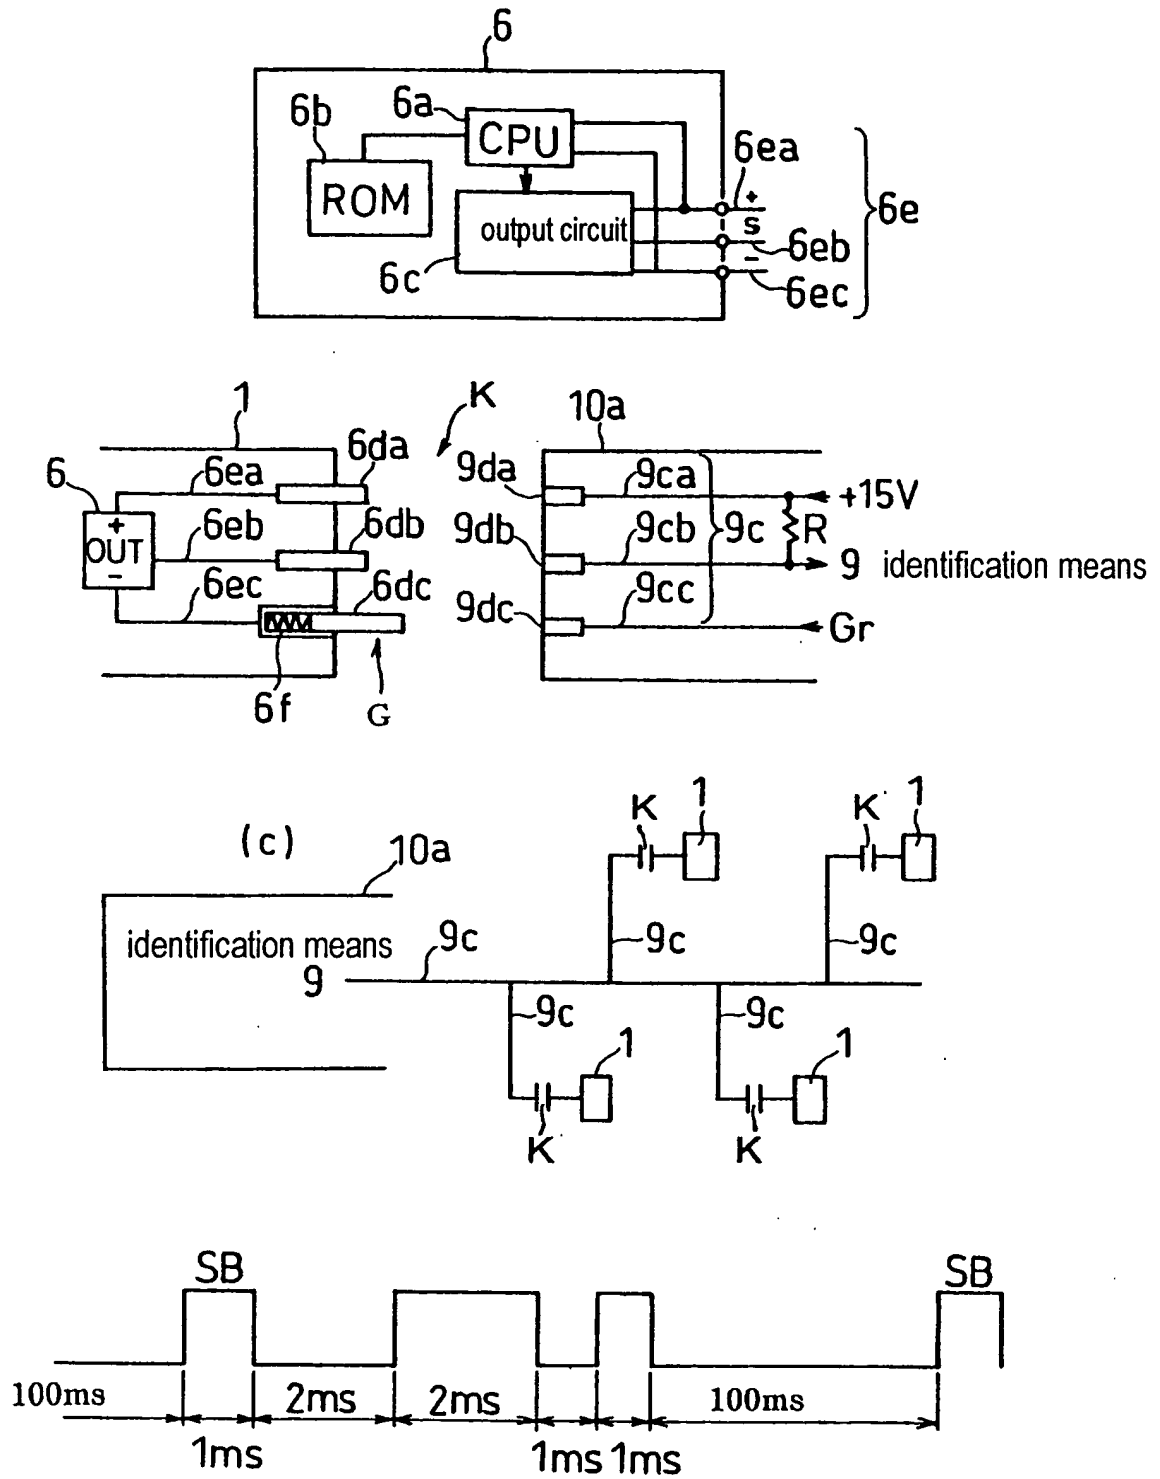 6
6b
6a
CPU
ROM
output circuit
6c
+
6ea
S
6eb
−
6ec
6e
1
K
10a
6
6ea
6da
+
OUT
−
6eb
6db
6ec
6dc
6f
G
9da
9ca
+15V
9db
9cb
9c
R
9 identification means
9dc
9cc
Gr
(c)
10a
identification means
9
9c
K
1
K
1
9c
9c
9c
9c
1
1
K
K
SB
SB
100ms
2ms
2ms
100ms
1ms
1ms
1ms